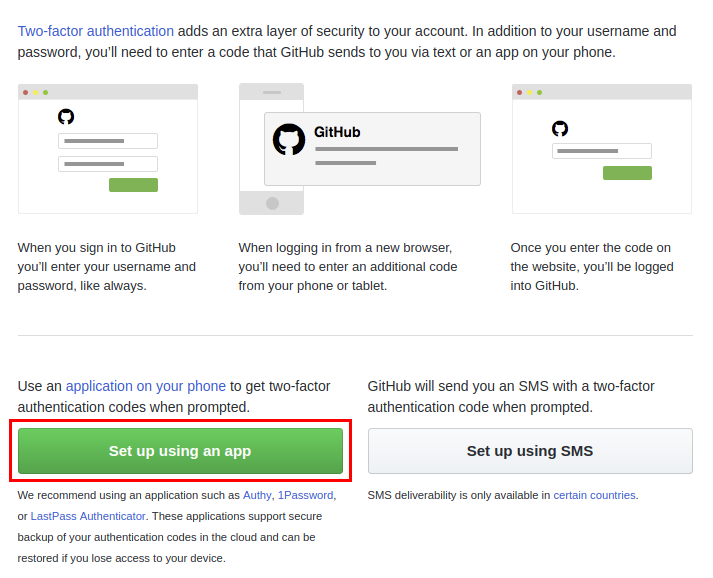 Two-factor authentication adds an extra layer of security to your account. In addition to your username and
password, you’ll need to enter a code that GitHub sends to you via text or an app on your phone.
GitHub
When you sign in to GitHub
you’ll enter your username and
password, like always.
When logging in from a new browser,
you’ll need to enter an additional code
from your phone or tablet.
Once you enter the code on
the website, you’ll be logged
into GitHub.
Use an application on your phone to get two-factor
authentication codes when prompted.
Set up using an app
We recommend using an application such as Authy, 1Password,
or LastPass Authenticator. These applications support secure
backup of your authentication codes in the cloud and can be
restored if you lose access to your device.
GitHub will send you an SMS with a two-factor
authentication code when prompted.
Set up using SMS
SMS deliverability is only available in certain countries.